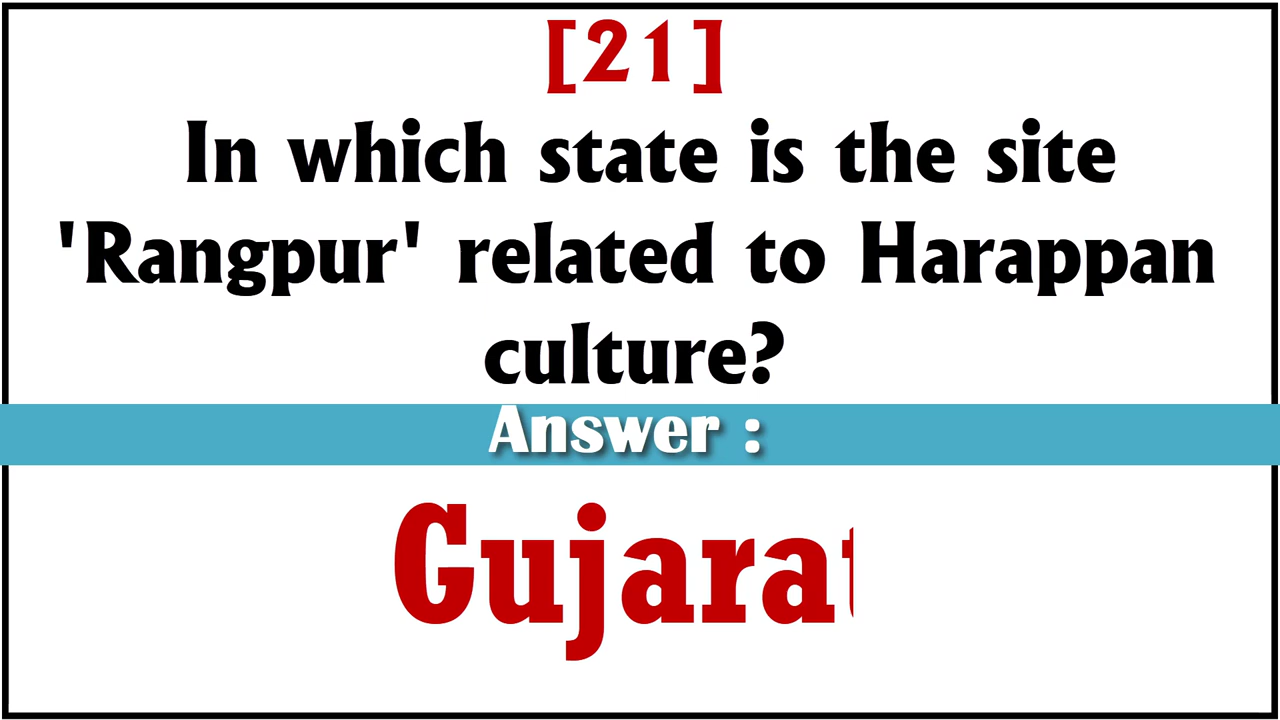 [21]
In which state is the site
'Rangpur' related to Harappan
culture?
Answer :
Gujarat